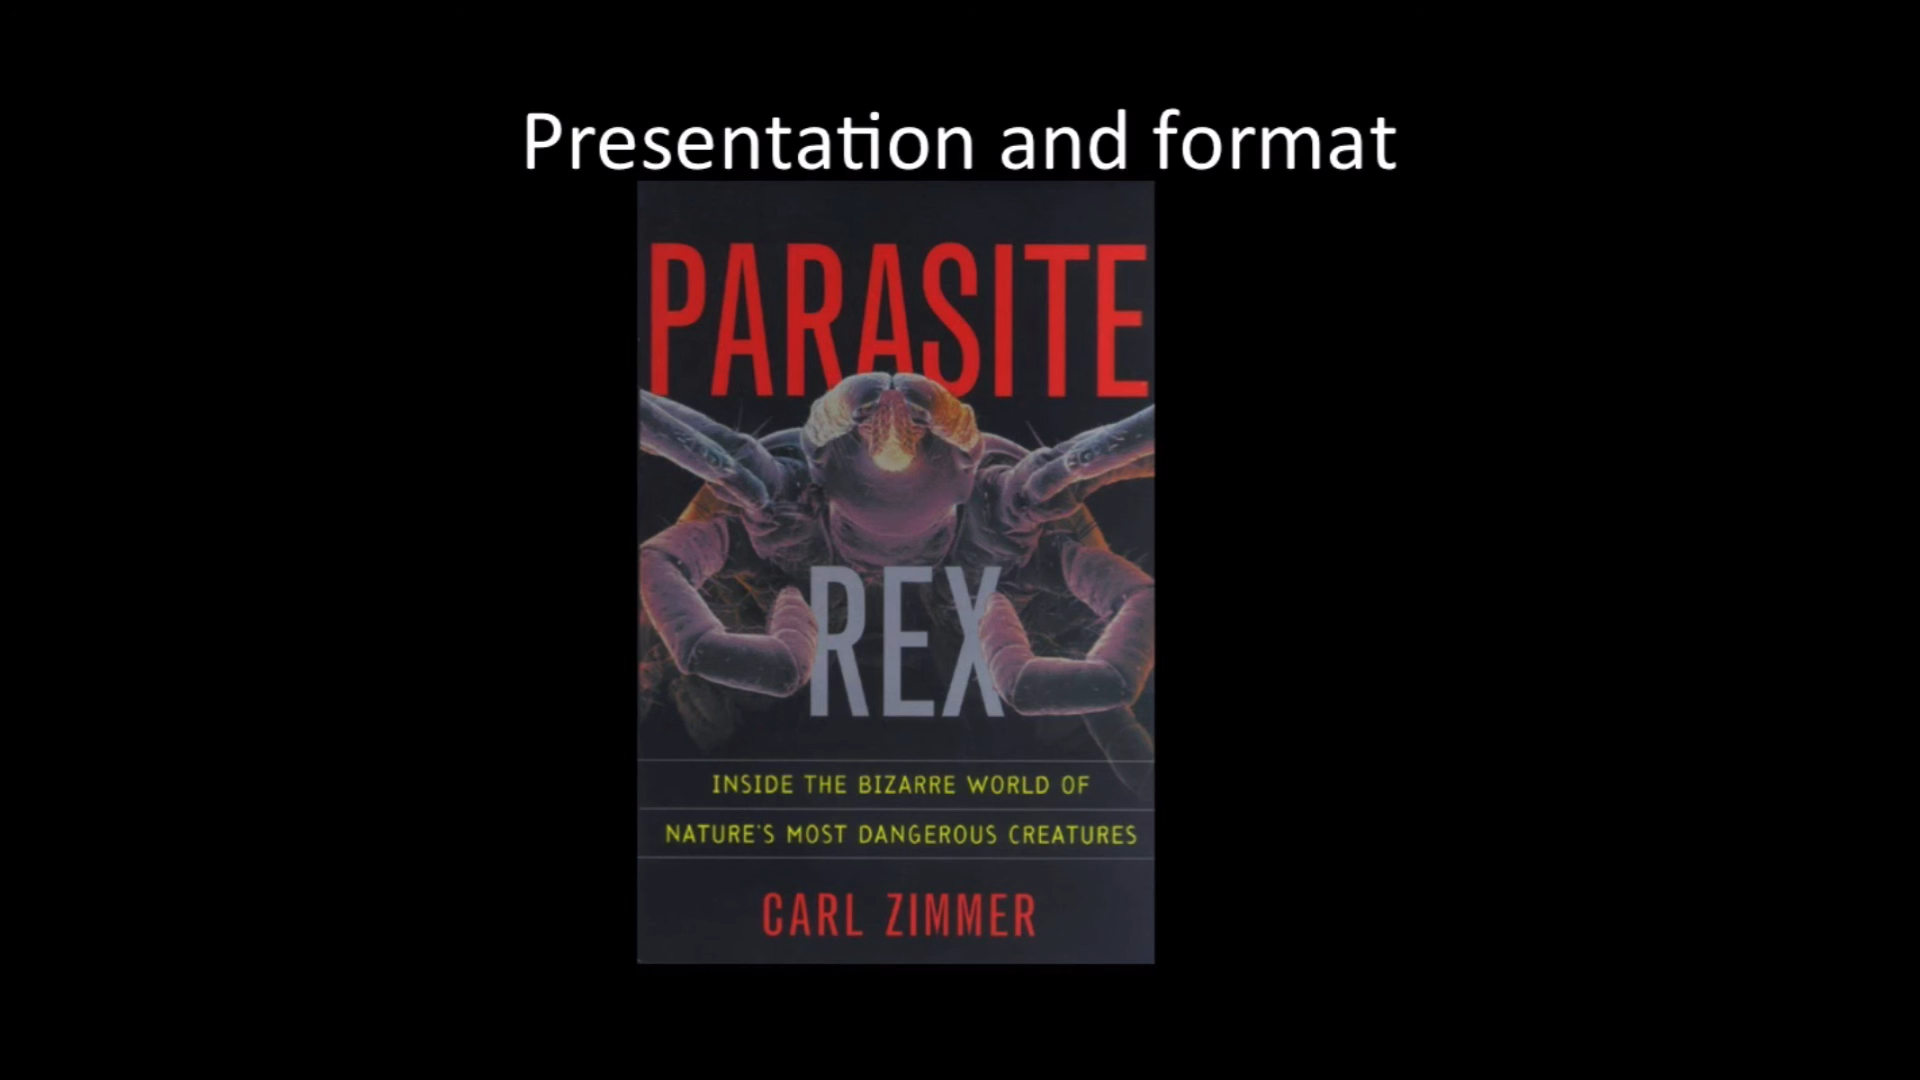 Presentation and format
PARASITE
REX
INSIDE THE BIZARRE WORLD OF
NATURE'S MOST DANGEROUS CREATURES
CARL ZIMMER